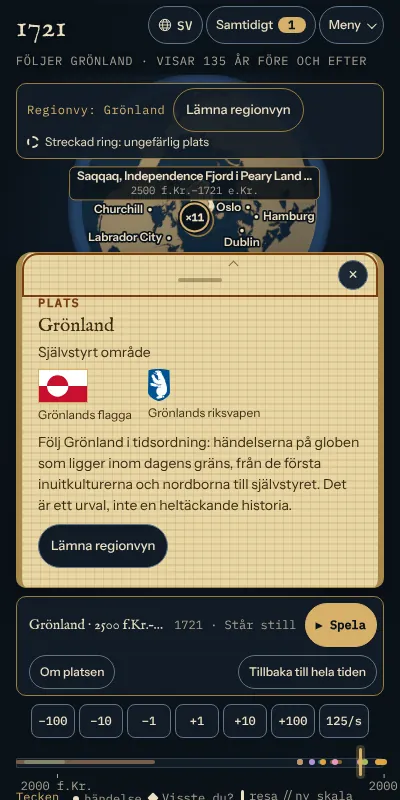 1721
SV
Samtidigt 1
Meny
FÖLJER GRÖNLAND · VISAR 135 ÅR FÖRE OCH EFTER
Regionvy: Grönland
Lämna regionvyn
Streckad ring: ungefärlig plats
Saqqaq, Independence Fjord i Peary Land ...
2500 f.Kr.–1721 e.Kr.
Churchill
×11
Oslo
Hamburg
Labrador City
Dublin
×
PLATS
Grönland
Självstyrt område
Grönlands flagga
Grönlands riksvapen
Följ Grönland i tidsordning: händelserna på globen
som ligger inom dagens gräns, från de första
inuitkulturerna och nordborna till självstyret. Det
är ett urval, inte en heltäckande historia.
Lämna regionvyn
Grönland · 2500 f.Kr.–...
1721 · Står still
► Spela
Om platsen
Tillbaka till hela tiden
−100
−10
−1
+1
+10
+100
125/s
2000 f.Kr.
2000
Tecken
händelse
Visste du?
resa // ny skala